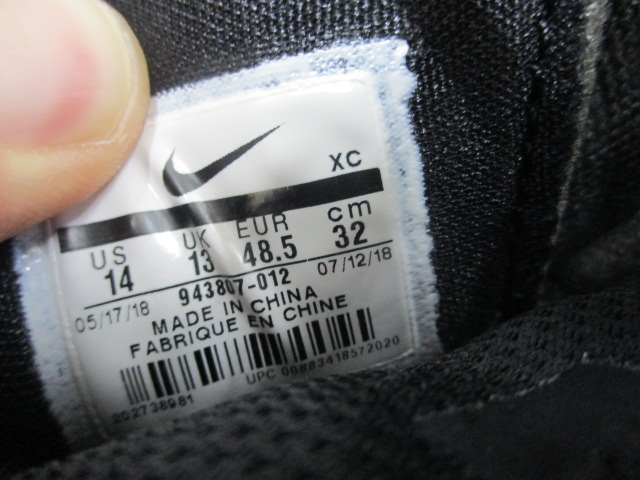 XC
US UK EUR cm
14 13 48.5 32
943807-012
05/17/18 07/12/18
MADE IN CHINA
FABRIQUE EN CHINE
UPC 00883418572020
202738981